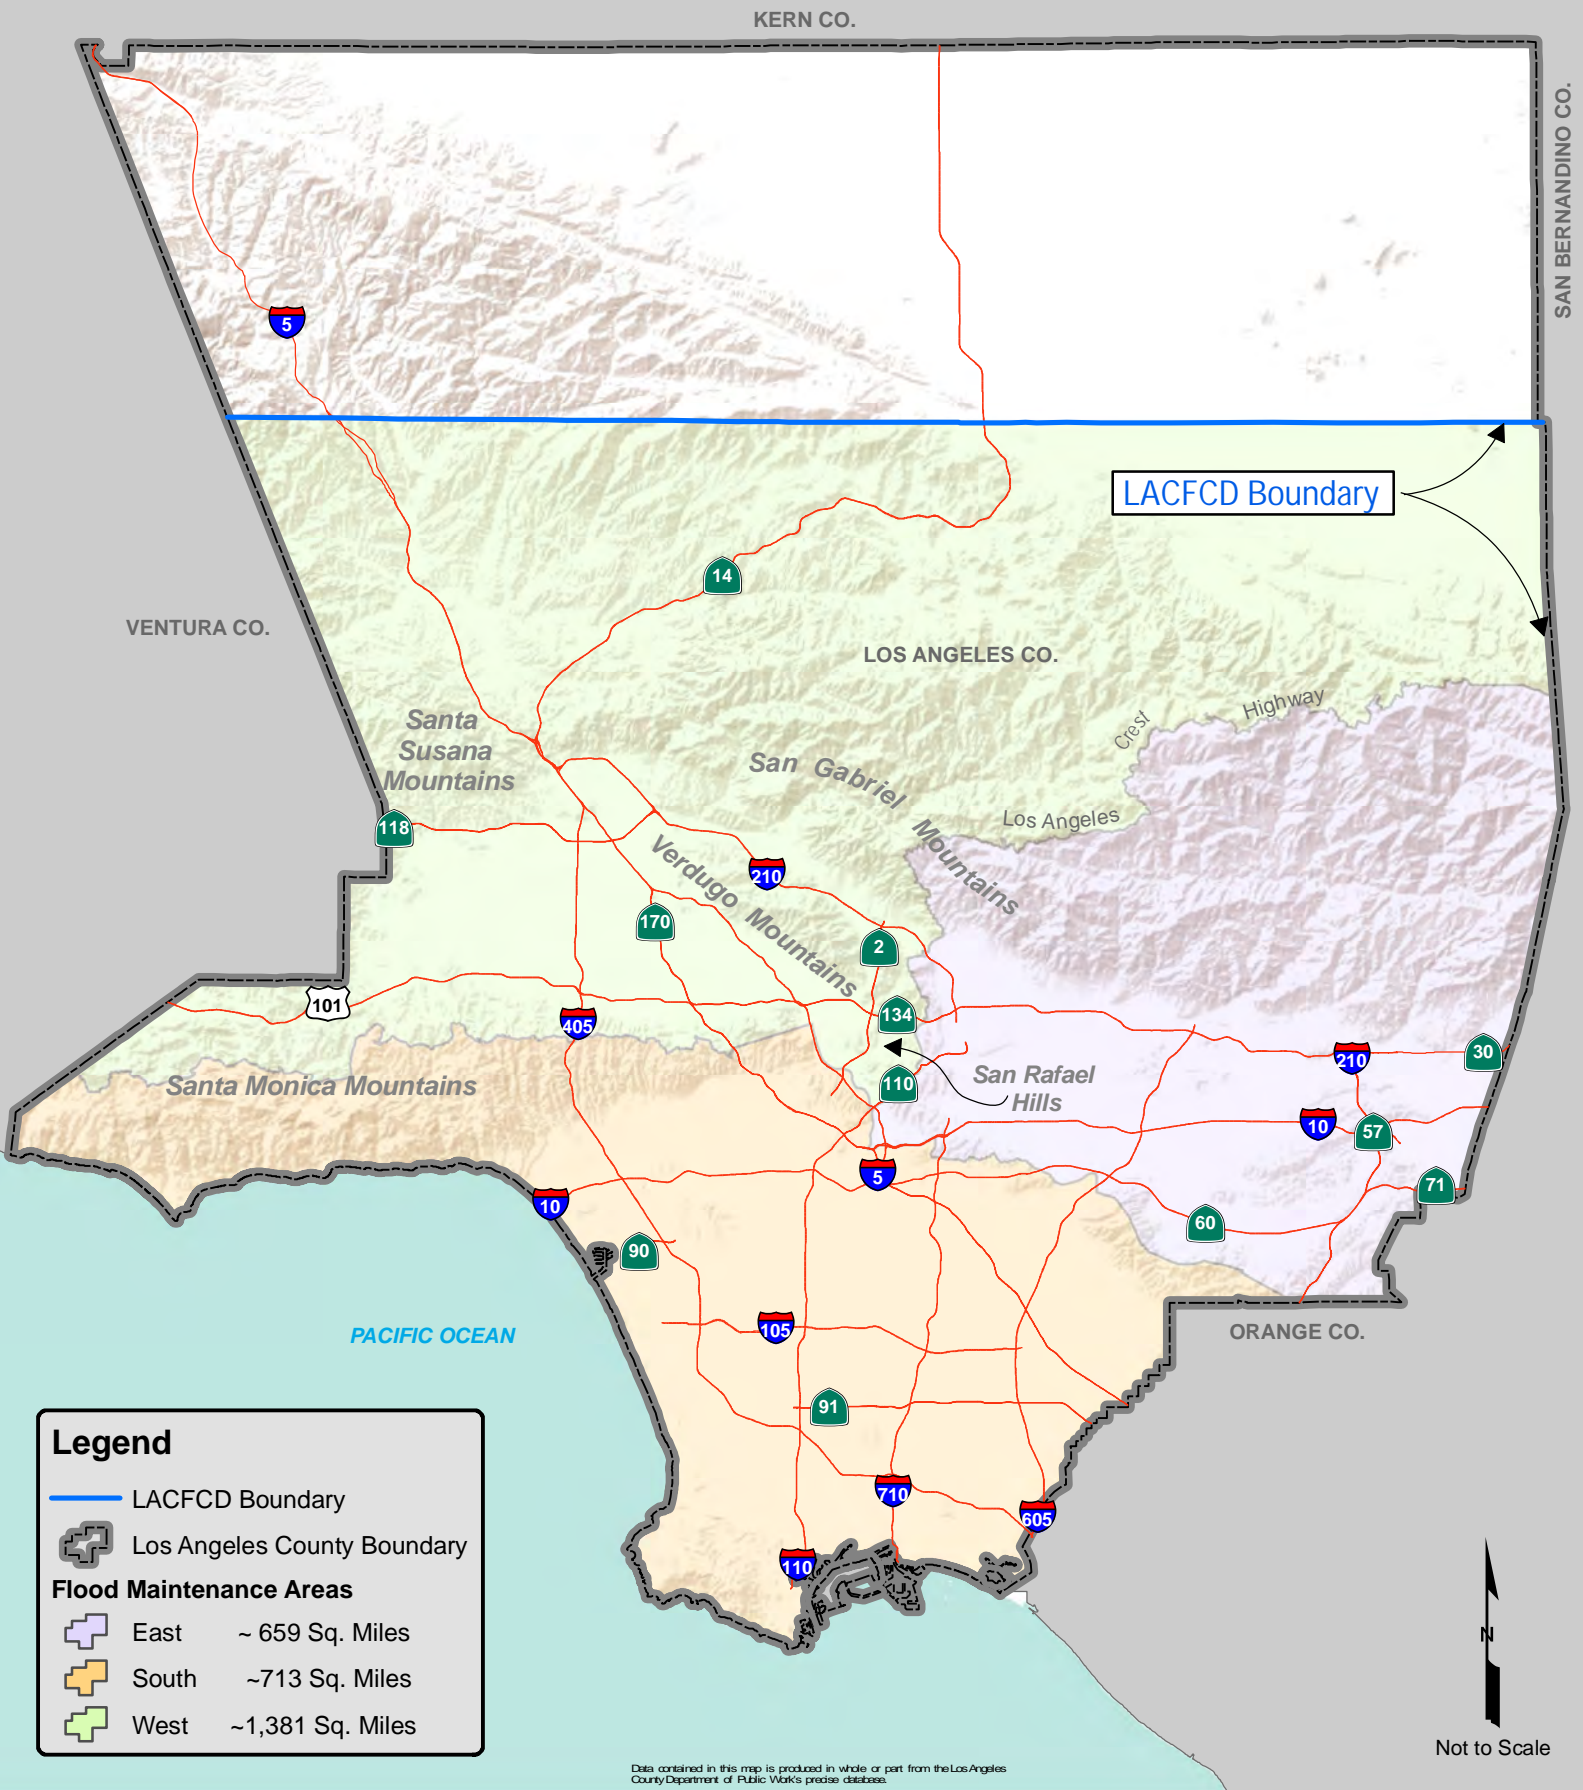 KERN CO.
SAN BERNANDINO CO.
5
LACFCD Boundary
14
VENTURA CO.
LOS ANGELES CO.
Santa
Susana
Mountains
San Gabriel Mountains
Crest
Highway
Los Angeles
118
Verdugo Mountains
210
170
2
101
405
134
210
30
Santa Monica Mountains
110
San Rafael
Hills
10
57
5
71
10
60
90
PACIFIC OCEAN
105
ORANGE CO.
91
710
605
110
Legend
LACFCD Boundary
Los Angeles County Boundary
Flood Maintenance Areas
East ~ 659 Sq. Miles
South ~713 Sq. Miles
West ~1,381 Sq. Miles
N
Not to Scale
Data contained in this map is produced in whole or part from the Los Angeles
County Department of Public Work's precise database.